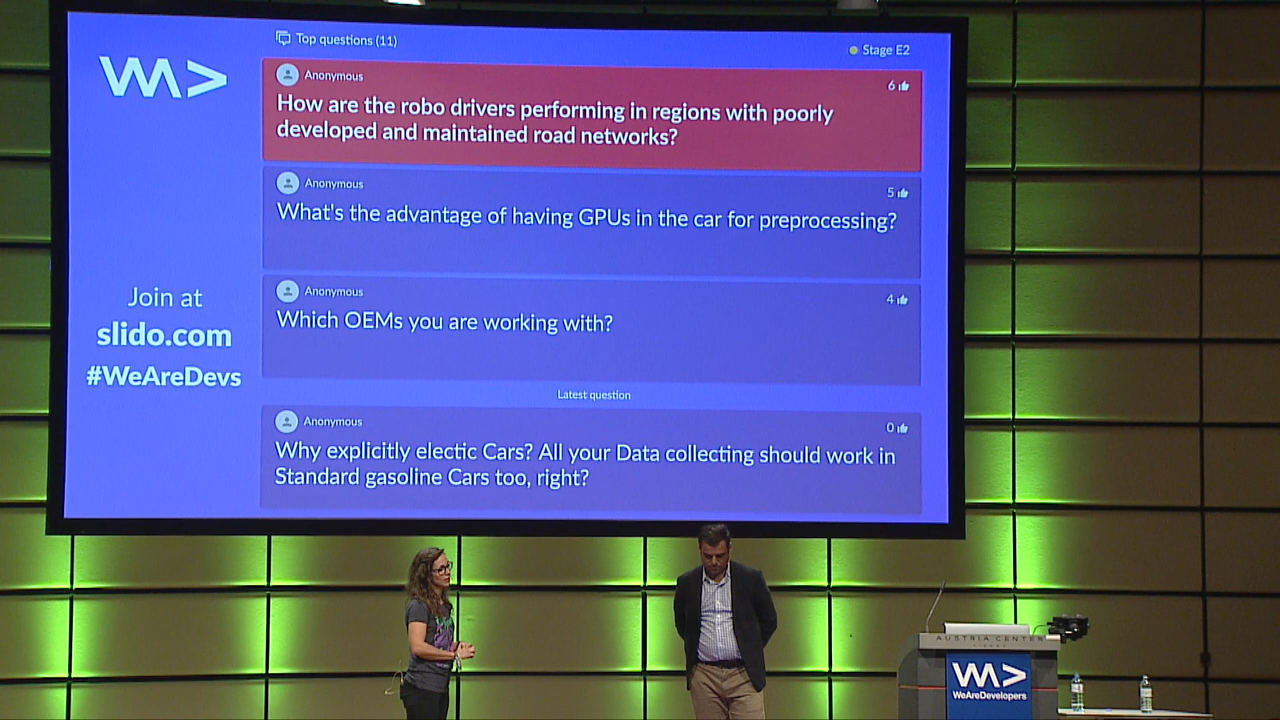 Top questions (11)
Stage E2
WA>
Anonymous
6
How are the robo drivers performing in regions with poorly
developed and maintained road networks?
Anonymous
5
What's the advantage of having GPUs in the car for preprocessing?
Anonymous
4
Which OEMs you are working with?
Join at
slido.com
#WeAreDevs
Latest question
Anonymous
0
Why explicitly electic Cars? All your Data collecting should work in
Standard gasoline Cars too, right?
AUSTRIA CENTER
WA>
WeAreDevelopers